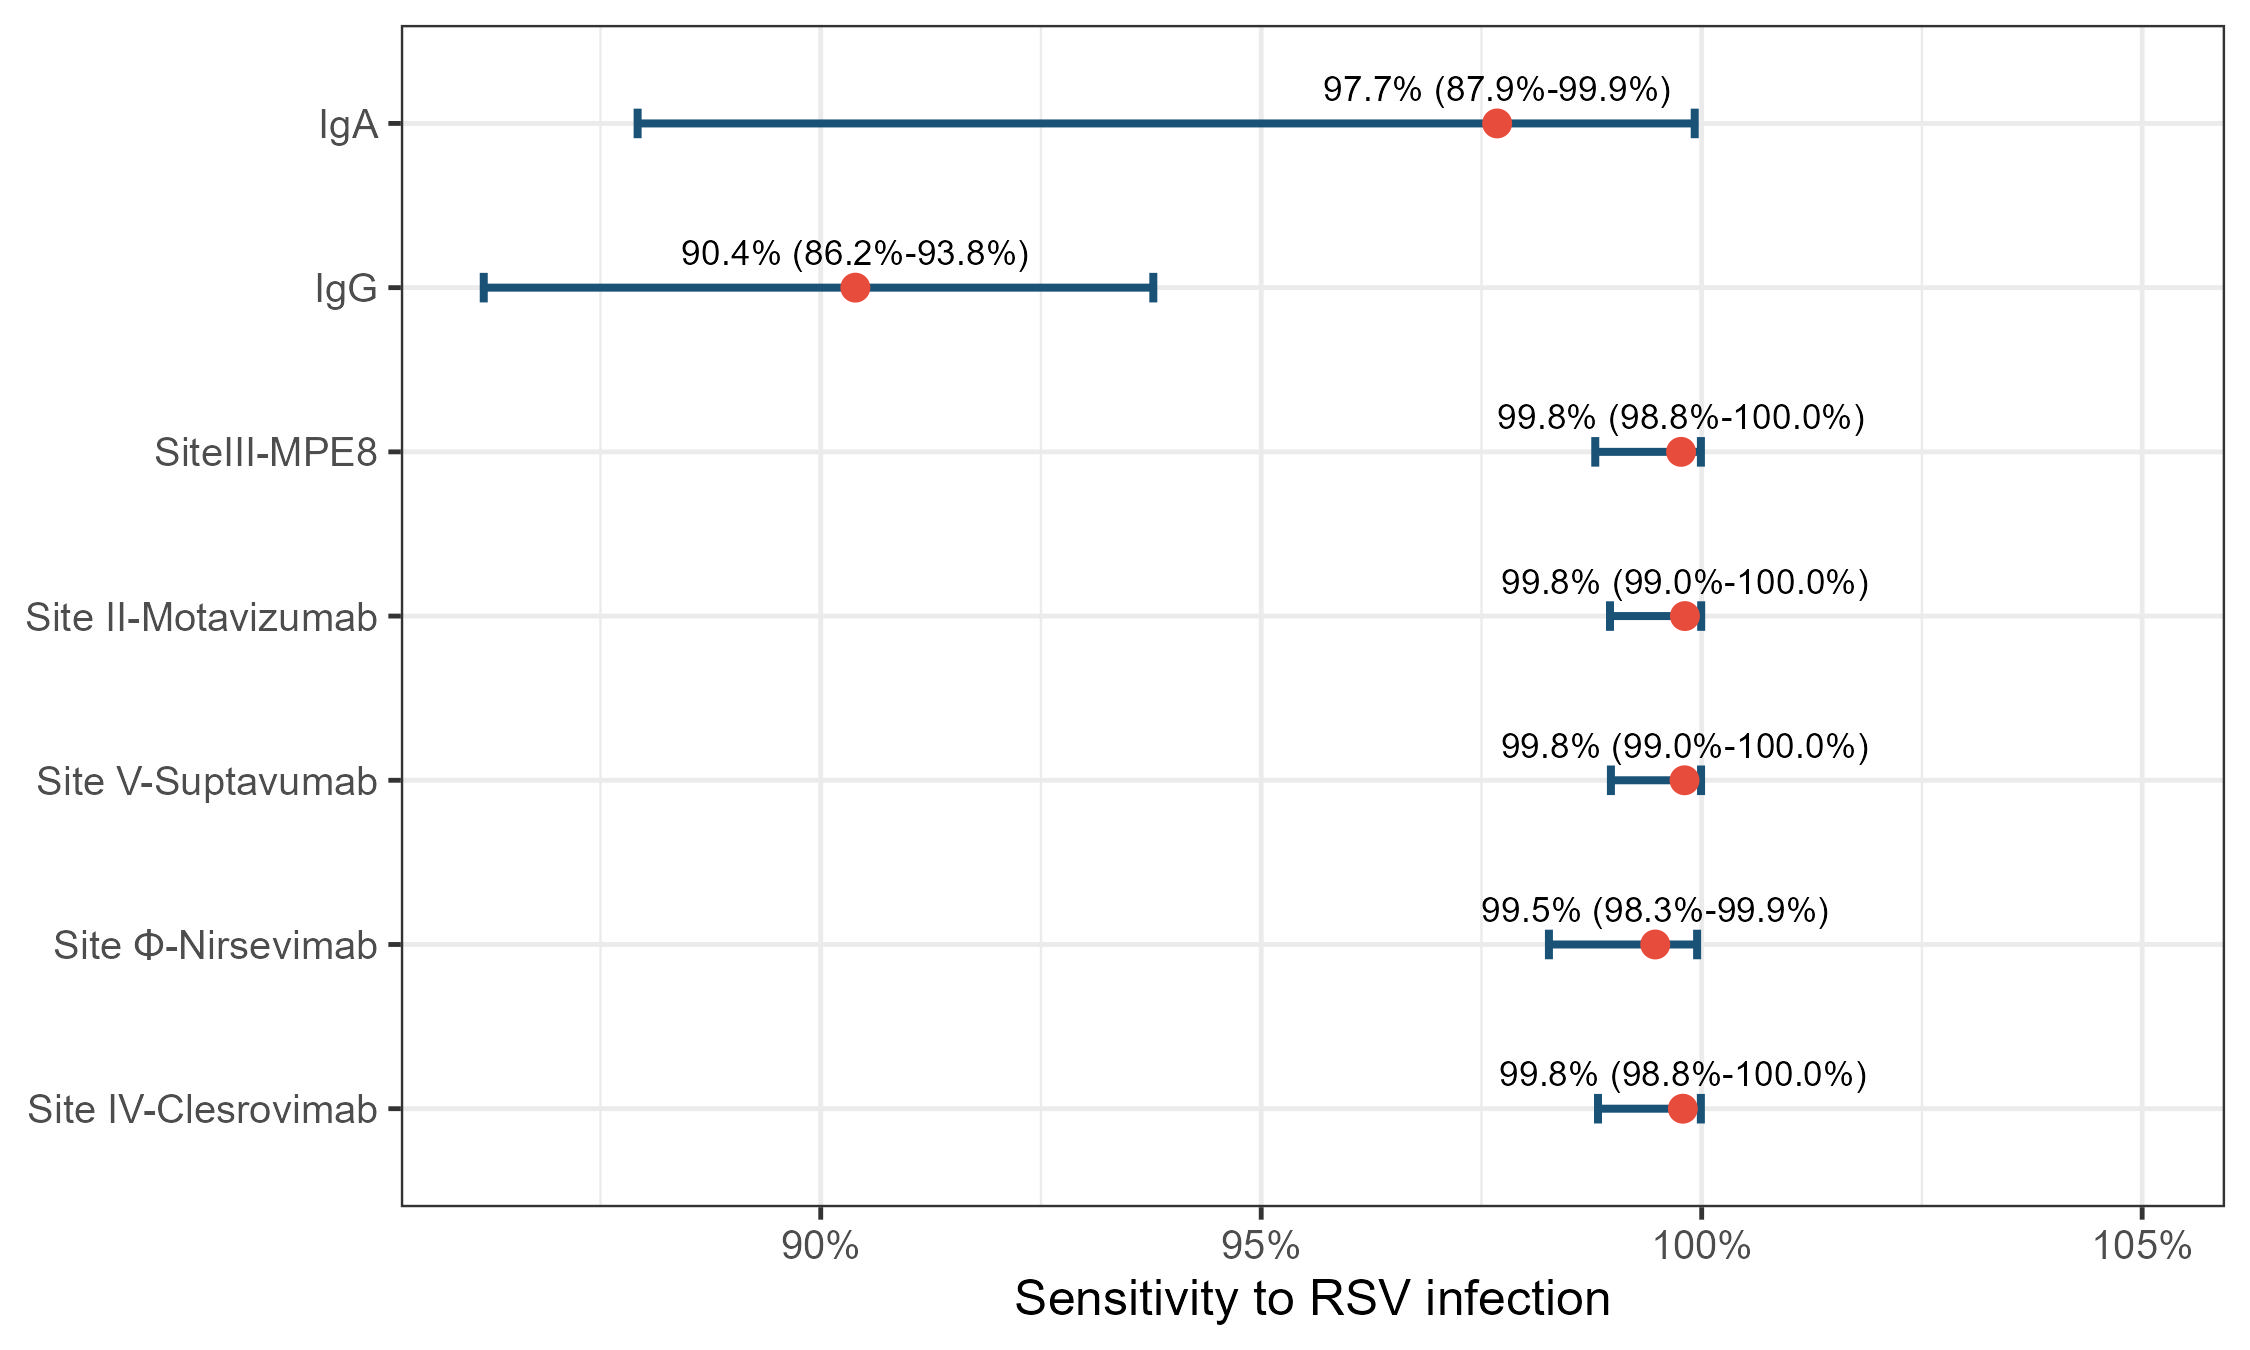 97.7% (87.9%-99.9%)
IgA
90.4% (86.2%-93.8%)
IgG
99.8% (98.8%-100.0%)
SiteIII-MPE8
99.8% (99.0%-100.0%)
Site II-Motavizumab
99.8% (99.0%-100.0%)
Site V-Suptavumab
99.5% (98.3%-99.9%)
Site Φ-Nirsevimab
99.8% (98.8%-100.0%)
Site IV-Clesrovimab
90% 95% 100% 105%
Sensitivity to RSV infection